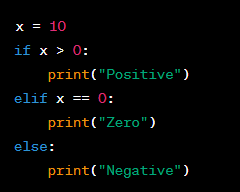 x = 10
if x > 0:
    print("Positive")
elif x == 0:
    print("Zero")
else:
    print("Negative")